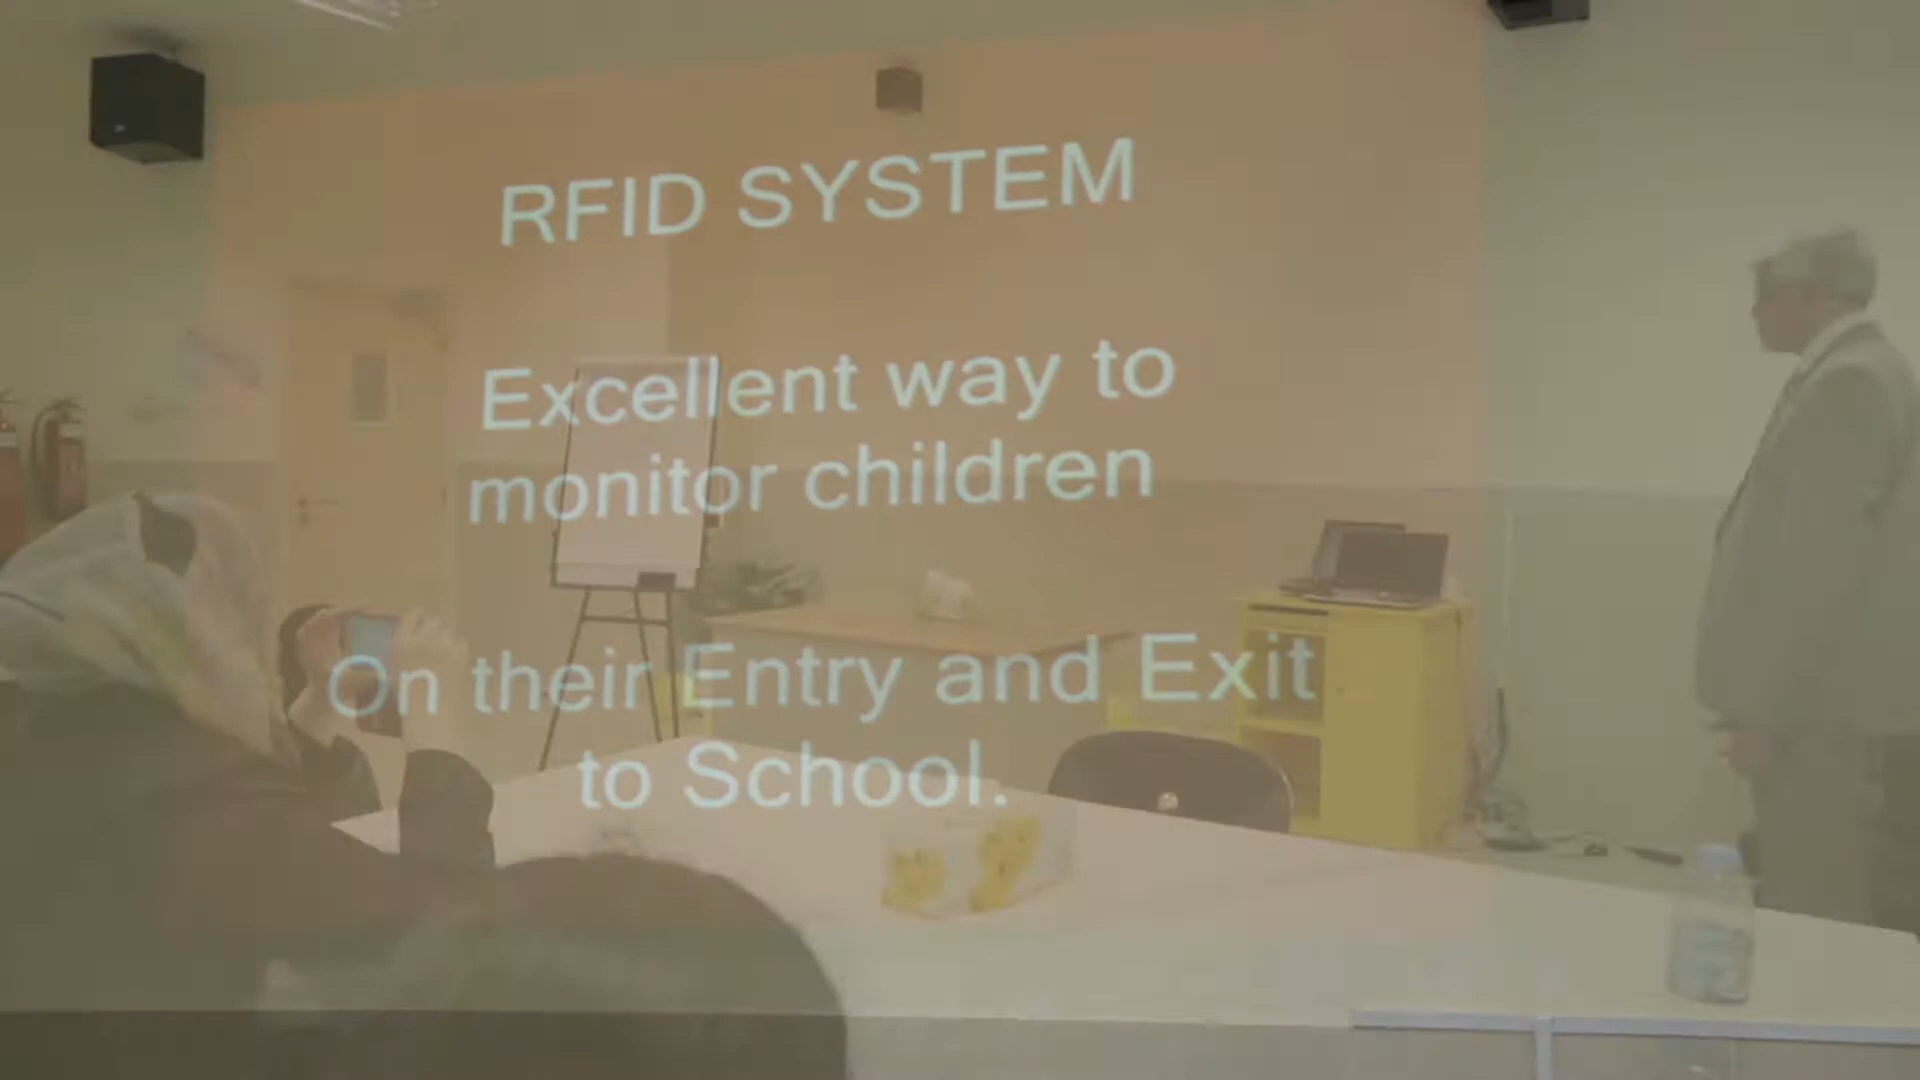 RFID SYSTEM
Excellent way to
monitor children
On their Entry and Exit
to School.